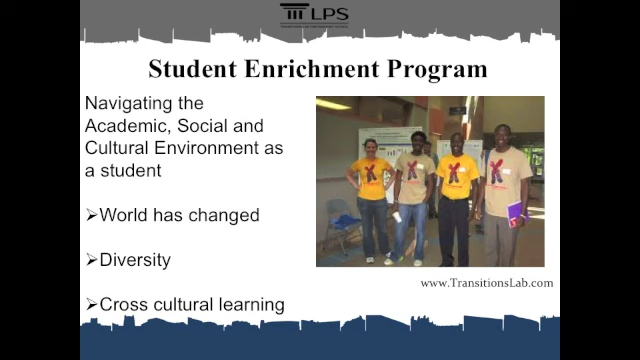 LPS
Student Enrichment Program
Navigating the
Academic, Social and
Cultural Environment as
a student
➢World has changed
➢Diversity
➢Cross cultural learning
www.TransitionsLab.com